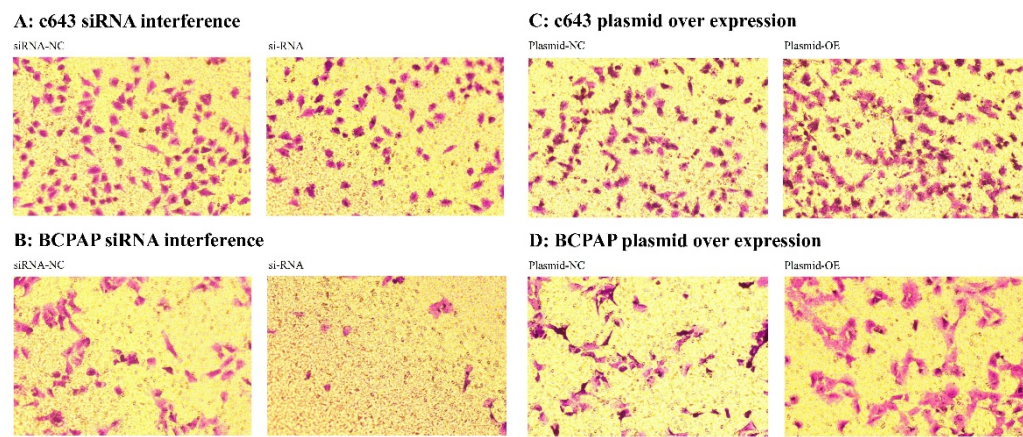 A: c643 siRNA interference
siRNA-NC
si-RNA
B: BCPAP siRNA interference
siRNA-NC
si-RNA
C: c643 plasmid over expression
Plasmid-NC
Plasmid-OE
D: BCPAP plasmid over expression
Plasmid-NC
Plasmid-OE